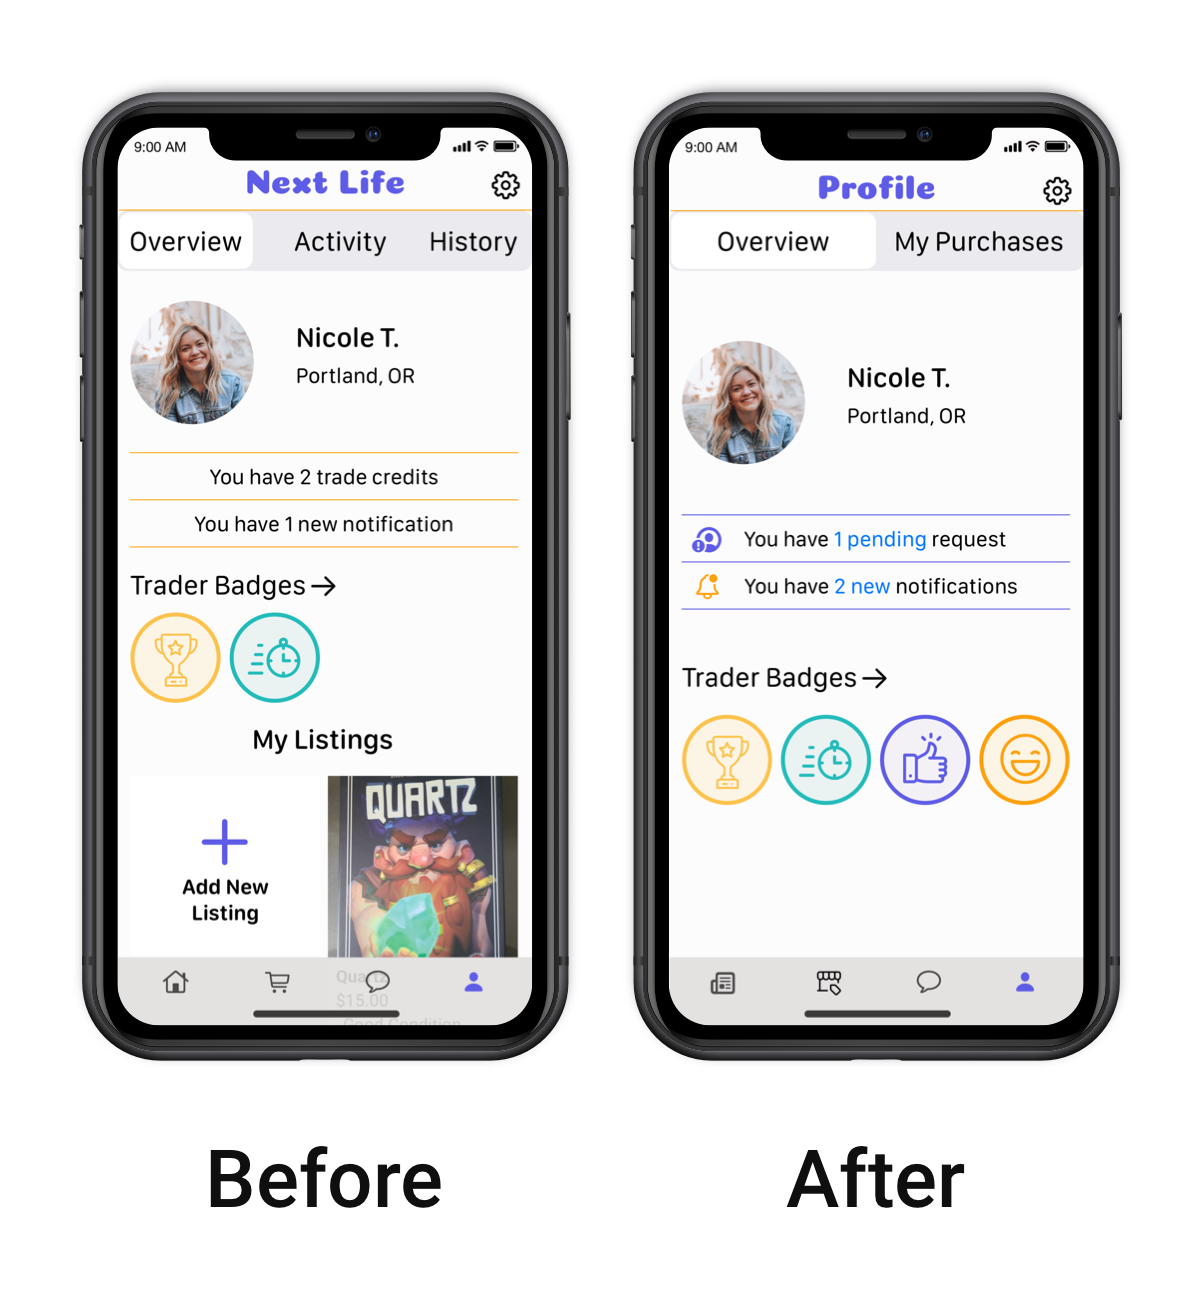 9:00 AM
Next Life
Overview
Activity
History
Nicole T.
Portland, OR
You have 2 trade credits
You have 1 new notification
Trader Badges
My Listings
Add New
Listing
QUARTZ
Quartz
$15.00
Good Condition
9:00 AM
Profile
Overview
My Purchases
Nicole T.
Portland, OR
You have 1 pending request
You have 2 new notifications
Trader Badges
Before
After